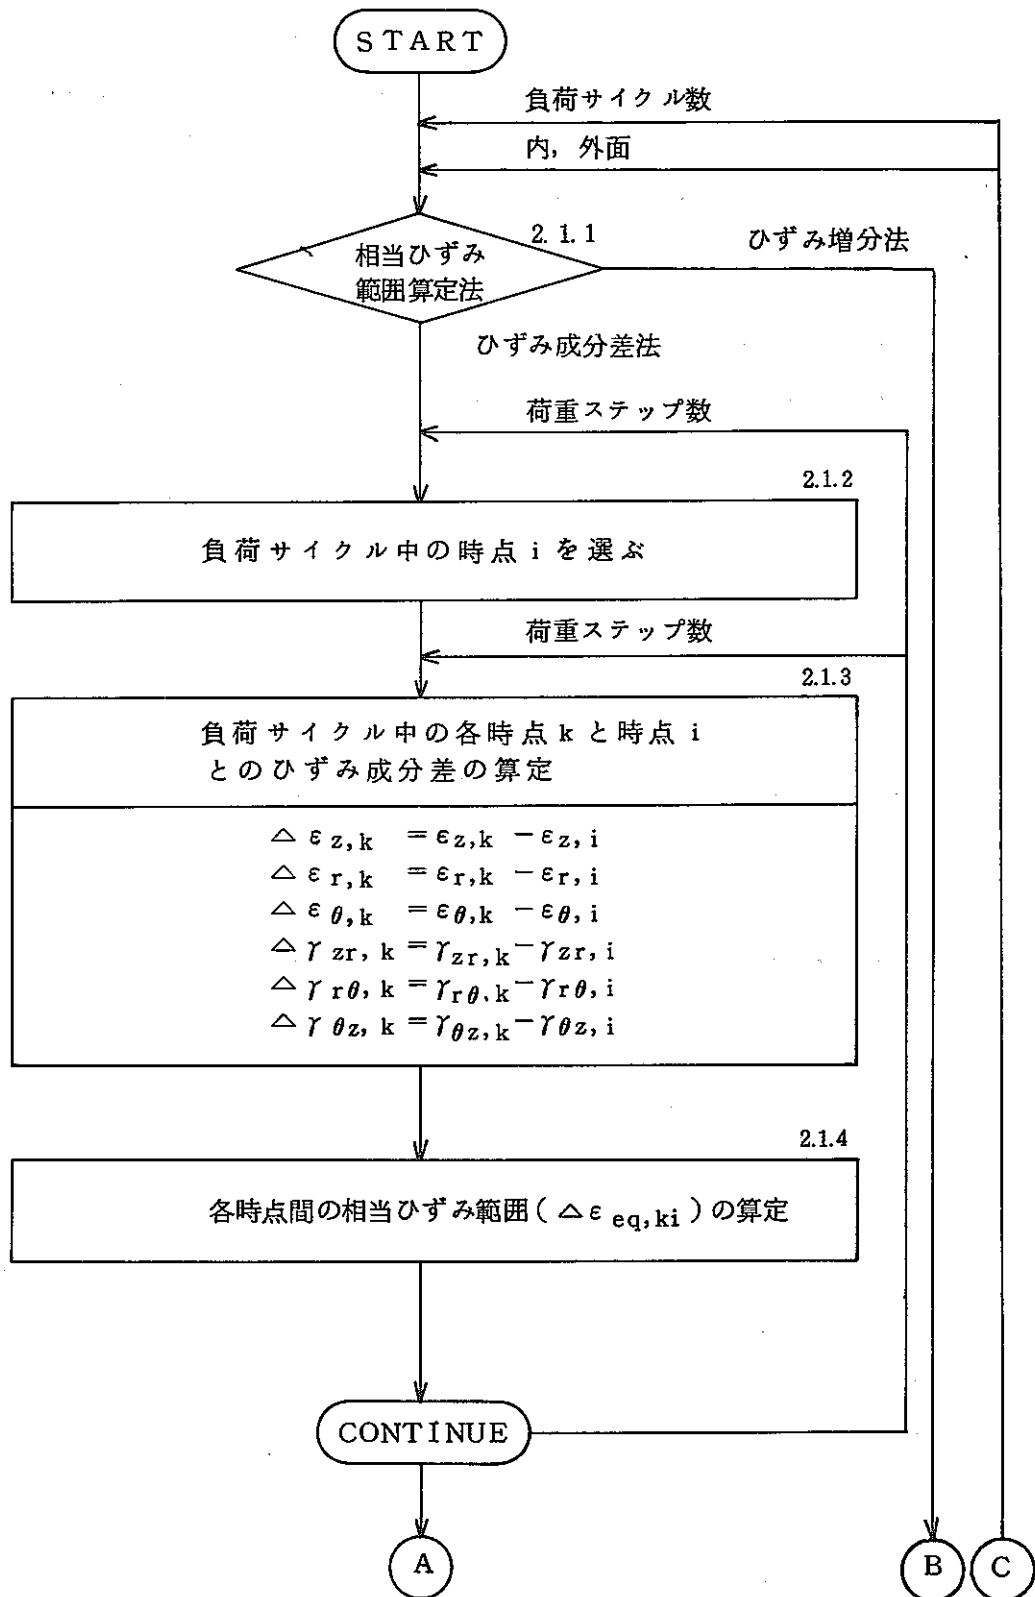 START
負荷サイクル数
内,外面
2.1.1
ひずみ増分法
相当ひずみ
範囲算定法
ひずみ成分差法
荷重ステップ数
2.1.2
負荷サイクル中の時点iを選ぶ
荷重ステップ数
2.1.3
負荷サイクル中の各時点kと時点i
とのひずみ成分差の算定
△ε z,k = ε z,k − ε z,i
△ε r,k = ε r,k − ε r,i
△ε θ,k = ε θ,k − ε θ,i
△γ zr,k = γ zr,k − γ zr,i
△γ rθ,k = γ rθ,k − γ rθ,i
△γ θz,k = γ θz,k − γ θz,i
2.1.4
各時点間の相当ひずみ範囲(△ε eq,ki)の算定
CONTINUE
A
B
C